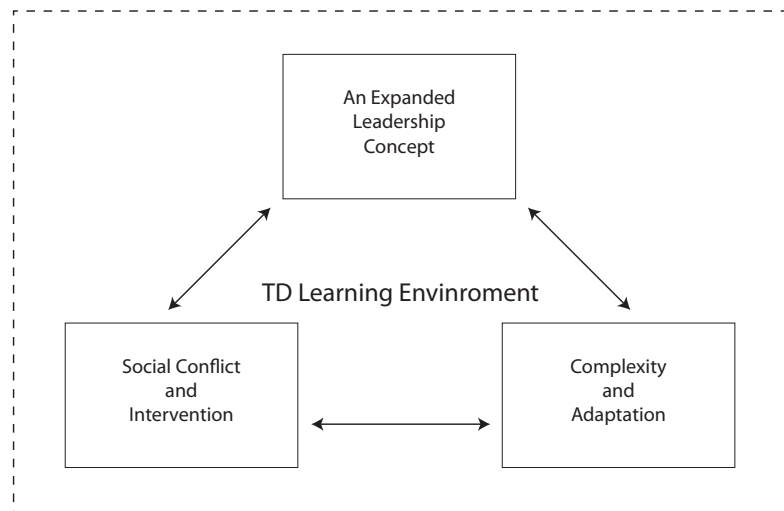 An Expanded
Leadership
Concept
TD Learning Envinroment
Social Conflict
and
Intervention
Complexity
and
Adaptation